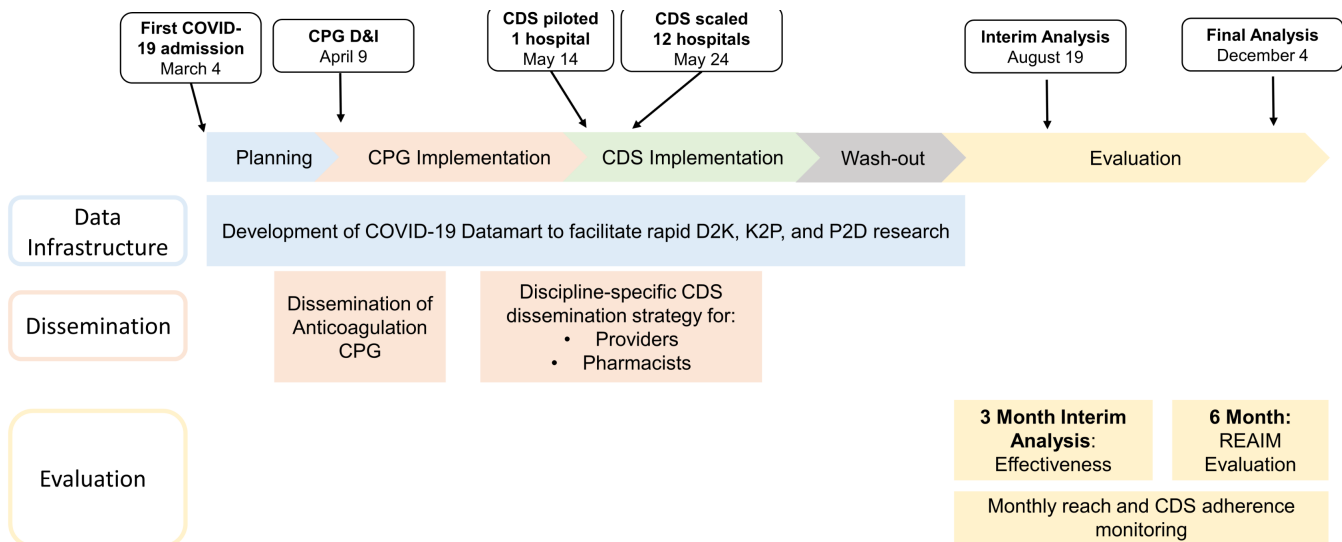 First COVID-
19 admission
March 4
CPG D&I
April 9
CDS piloted
1 hospital
May 14
CDS scaled
12 hospitals
May 24
Interim Analysis
August 19
Final Analysis
December 4
Planning
CPG Implementation
CDS Implementation
Wash-out
Evaluation
Data
Infrastructure
Development of COVID-19 Datamart to facilitate rapid D2K, K2P, and P2D research
Dissemination
Dissemination of
Anticoagulation
CPG
Discipline-specific CDS
dissemination strategy for:
• Providers
• Pharmacists
Evaluation
3 Month Interim
Analysis:
Effectiveness
6 Month:
REAIM
Evaluation
Monthly reach and CDS adherence
monitoring